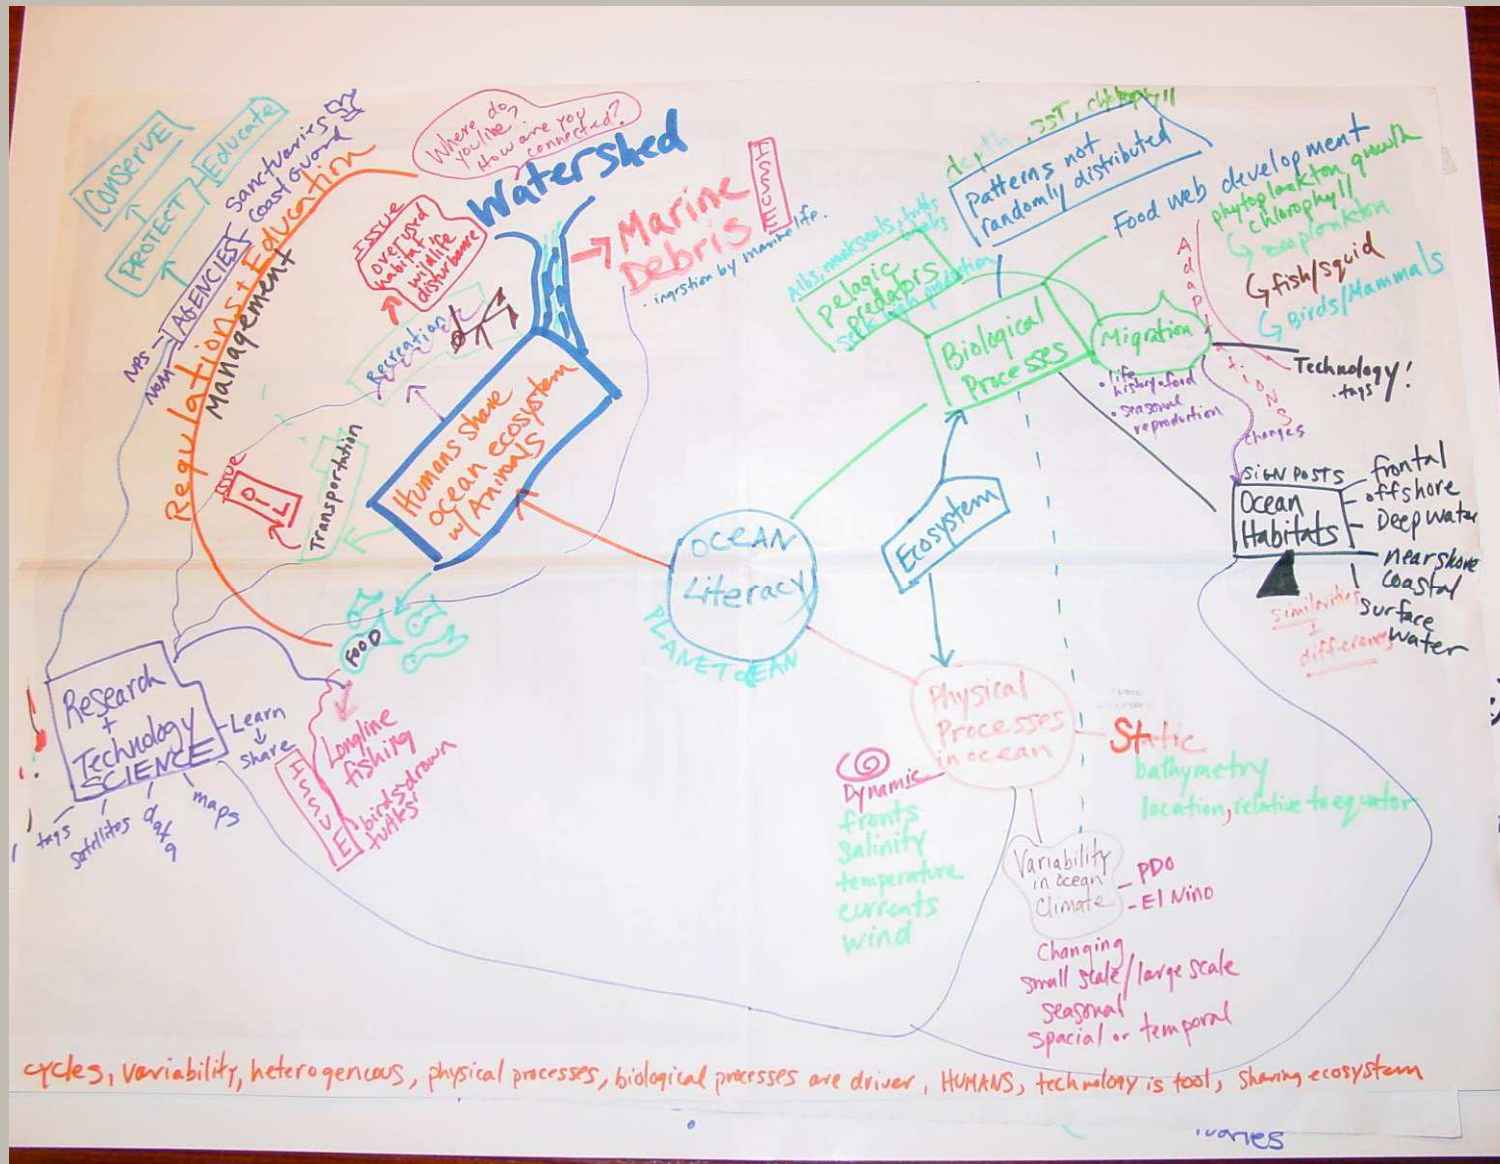 Conserve
PROTECT
Educate
Sanctuaries
Coast Guard
AGENCIES
NPS
NOAA
Regulations + Education
Management
Where do
you live?
How are you
connected?
Watershed
ISSUE
over used
habitat
wildlife
disturbance
Marine
Debris
ISSUE
. ingestion by marine life.
Recreation
Humans share
ocean ecosystem
w/ Animals
ISSUE
OIL
Transportation
FOOD
Longline
fishing
birds drown
ISSUE
Research
+
Technology
SCIENCE
Learn
Share
tags
satellites
data
maps
OCEAN
Literacy
depth, SST, chlorophyll
Patterns not
randomly distributed
pelagic
predators
seek high production
Biological
Processes
Food web development
phytoplankton growth
chlorophyll
zooplankton
fish/squid
Birds/Mammals
Adaptations
Migration
. life
history . food
. seasonal
reproduction
Technology!
. tags
changes
SIGN POSTS
Ocean
Habitats
frontal
offshore
Deep water
nearshore
coastal
surface
water
similarities
+
differences
Ecosystem
Physical
Processes
in ocean
Static
bathymetry
location, relative to equator
Dynamic
fronts
salinity
temperature
currents
wind
Variability
in ocean
Climate
- PDO
- El Nino
Changing
small scale/large scale
seasonal
spacial or temporal
cycles, variability, heterogeneous, physical processes, biological processes are driver, HUMANS, technology is tool, sharing ecosystem